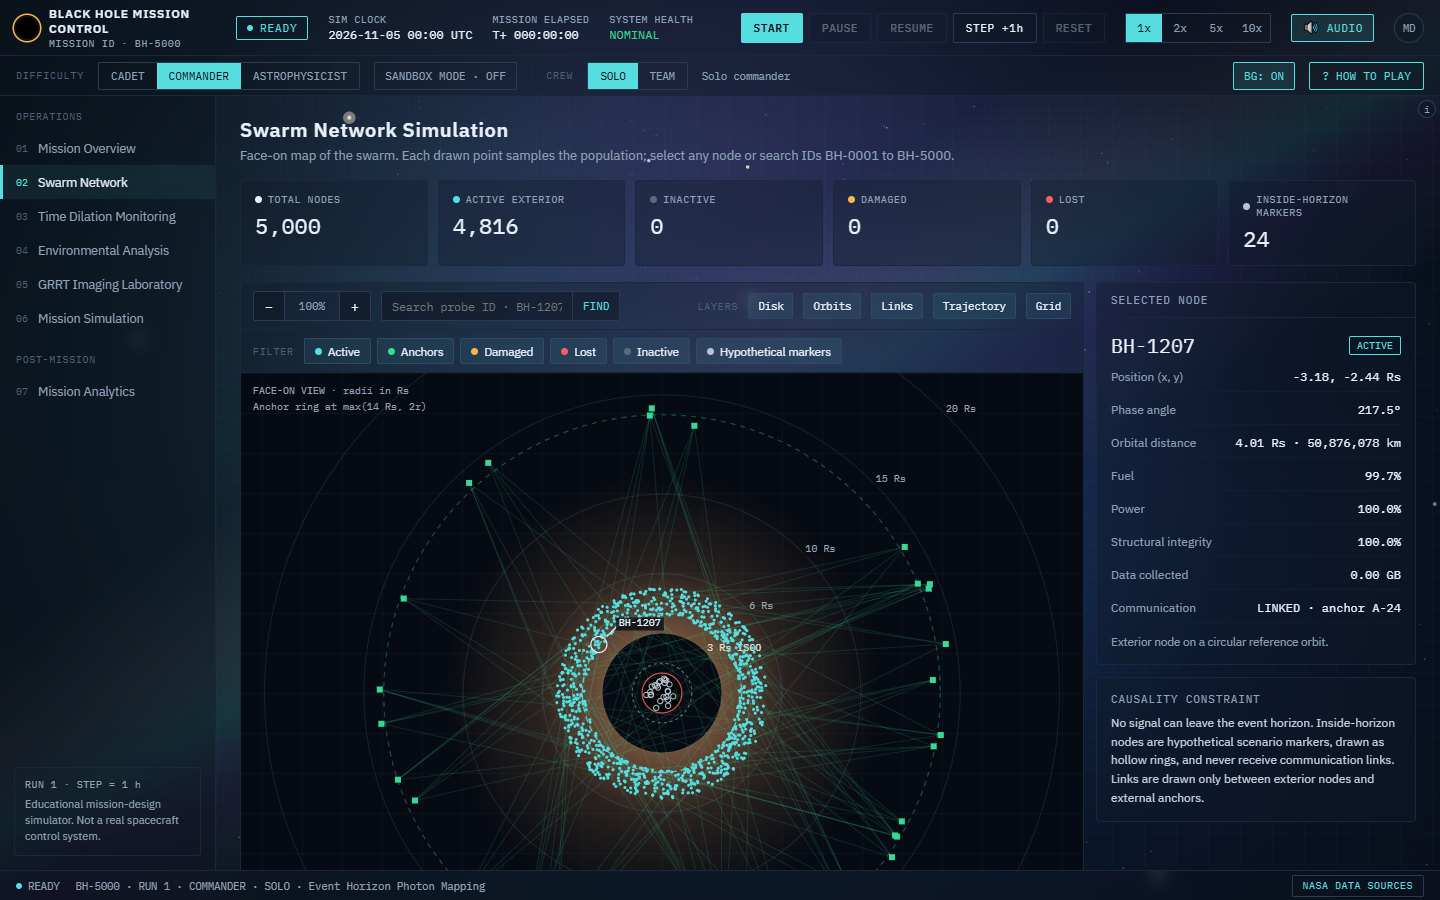 BLACK HOLE MISSION CONTROL
MISSION ID · BH-5000
READY
SIM CLOCK
2026-11-05 00:00 UTC
MISSION ELAPSED
T+ 000:00:00
SYSTEM HEALTH
NOMINAL
START
PAUSE
RESUME
STEP +1h
RESET
1x
2x
5x
10x
AUDIO
MD
DIFFICULTY
CADET
COMMANDER
ASTROPHYSICIST
SANDBOX MODE · OFF
CREW
SOLO
TEAM
Solo commander
BG: ON
? HOW TO PLAY
i
OPERATIONS
01 Mission Overview
02 Swarm Network
03 Time Dilation Monitoring
04 Environmental Analysis
05 GRRT Imaging Laboratory
06 Mission Simulation
POST-MISSION
07 Mission Analytics
RUN 1 · STEP = 1 h
Educational mission-design
simulator. Not a real spacecraft
control system.
Swarm Network Simulation
Face-on map of the swarm. Each drawn point samples the population; select any node or search IDs BH-0001 to BH-5000.
TOTAL NODES
5,000
ACTIVE EXTERIOR
4,816
INACTIVE
0
DAMAGED
0
LOST
0
INSIDE-HORIZON
MARKERS
24
−
100%
+
Search probe ID · BH-1207
FIND
LAYERS
Disk
Orbits
Links
Trajectory
Grid
FILTER
Active
Anchors
Damaged
Lost
Inactive
Hypothetical markers
FACE-ON VIEW · radii in Rs
Anchor ring at max(14 Rs, 2r)
20 Rs
15 Rs
10 Rs
6 Rs
BH-1207
3 Rs ISCO
SELECTED NODE
BH-1207
ACTIVE
Position (x, y) -3.18, -2.44 Rs
Phase angle 217.5°
Orbital distance 4.01 Rs · 50,876,078 km
Fuel 99.7%
Power 100.0%
Structural integrity 100.0%
Data collected 0.00 GB
Communication LINKED · anchor A-24
Exterior node on a circular reference orbit.
CAUSALITY CONSTRAINT
No signal can leave the event horizon. Inside-horizon
nodes are hypothetical scenario markers, drawn as
hollow rings, and never receive communication links.
Links are drawn only between exterior nodes and
external anchors.
READY
BH-5000 · RUN 1 · COMMANDER · SOLO · Event Horizon Photon Mapping
NASA DATA SOURCES